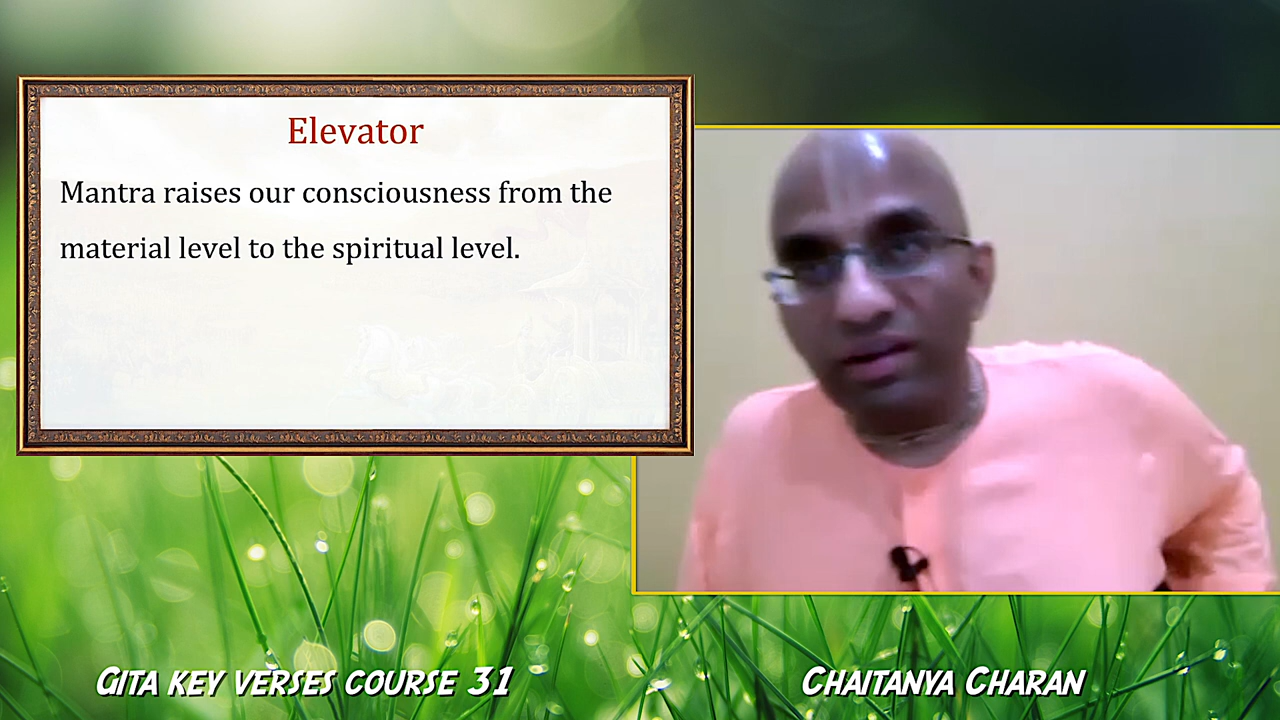 Elevator
Mantra raises our consciousness from the
material level to the spiritual level.
Gita key verses course 31
Chaitanya Charan